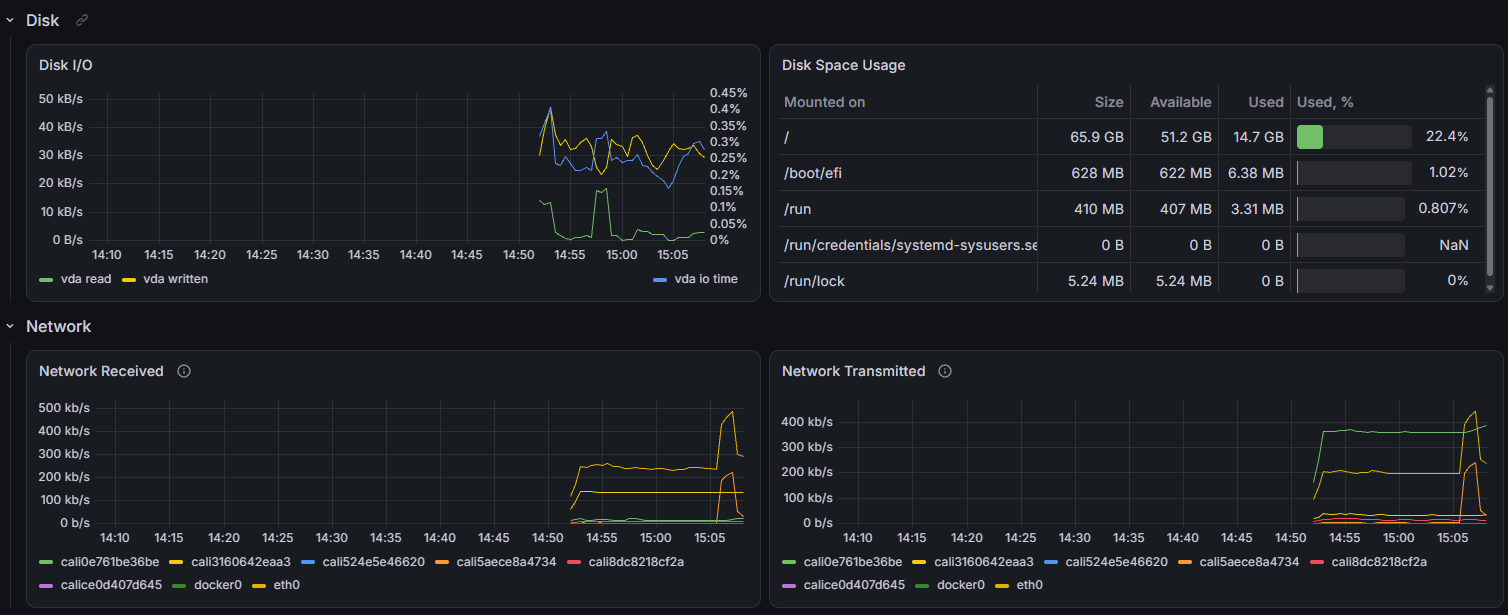 Disk
Disk I/O
50 kB/s
40 kB/s
30 kB/s
20 kB/s
10 kB/s
0 B/s
0.45%
0.4%
0.35%
0.3%
0.25%
0.2%
0.15%
0.1%
0.05%
0%
14:10 14:15 14:20 14:25 14:30 14:35 14:40 14:45 14:50 14:55 15:00 15:05
vda read vda written vda io time
Disk Space Usage
Mounted on Size Available Used Used, %
/ 65.9 GB 51.2 GB 14.7 GB 22.4%
/boot/efi 628 MB 622 MB 6.38 MB 1.02%
/run 410 MB 407 MB 3.31 MB 0.807%
/run/credentials/systemd-sysusers.se 0 B 0 B 0 B NaN
/run/lock 5.24 MB 5.24 MB 0 B 0%
Network
Network Received
500 kb/s
400 kb/s
300 kb/s
200 kb/s
100 kb/s
0 b/s
14:10 14:15 14:20 14:25 14:30 14:35 14:40 14:45 14:50 14:55 15:00 15:05
cali0e761be36be cali3160642eaa3 cali524e5e46620 cali5aece8a4734 cali8dc8218cf2a
calice0d407d645 docker0 eth0
Network Transmitted
400 kb/s
300 kb/s
200 kb/s
100 kb/s
0 b/s
14:10 14:15 14:20 14:25 14:30 14:35 14:40 14:45 14:50 14:55 15:00 15:05
cali0e761be36be cali3160642eaa3 cali524e5e46620 cali5aece8a4734 cali8dc8218cf2a
calice0d407d645 docker0 eth0